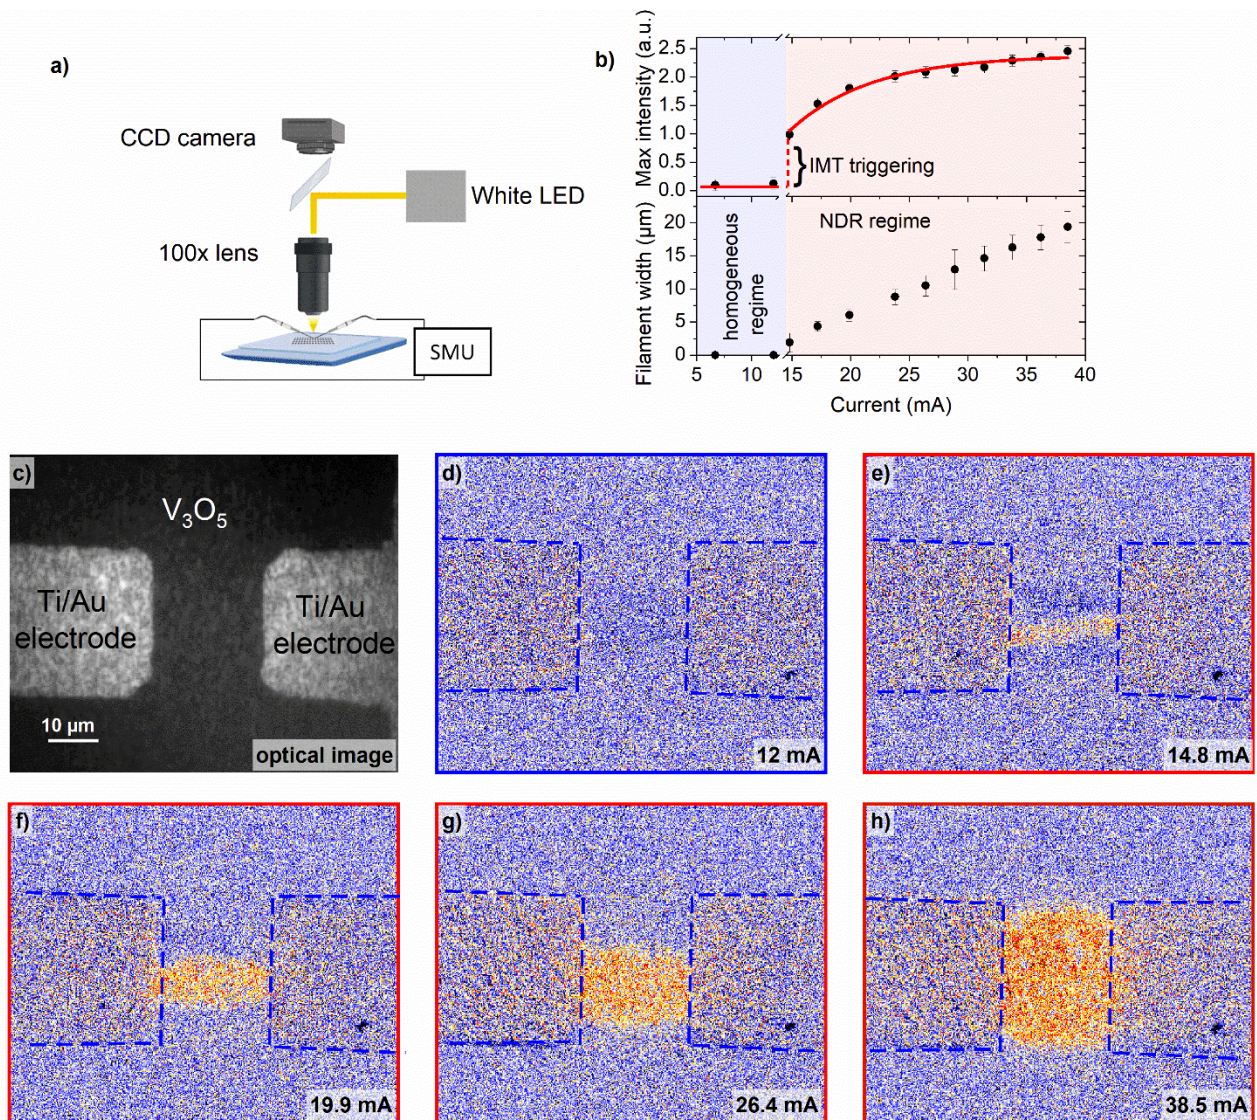 a)
CCD camera
White LED
100x lens
SMU
b)
Max intensity (a.u.)
2.5
2.0
1.5
1.0
0.5
0.0
IMT triggering
Filament width (µm)
20
15
10
5
0
homogeneous
regime
NDR regime
5 10 15 20 25 30 35 40
Current (mA)
c)
V₃O₅
Ti/Au
electrode
Ti/Au
electrode
10 µm
optical image
d)
12 mA
e)
14.8 mA
f)
19.9 mA
g)
26.4 mA
h)
38.5 mA